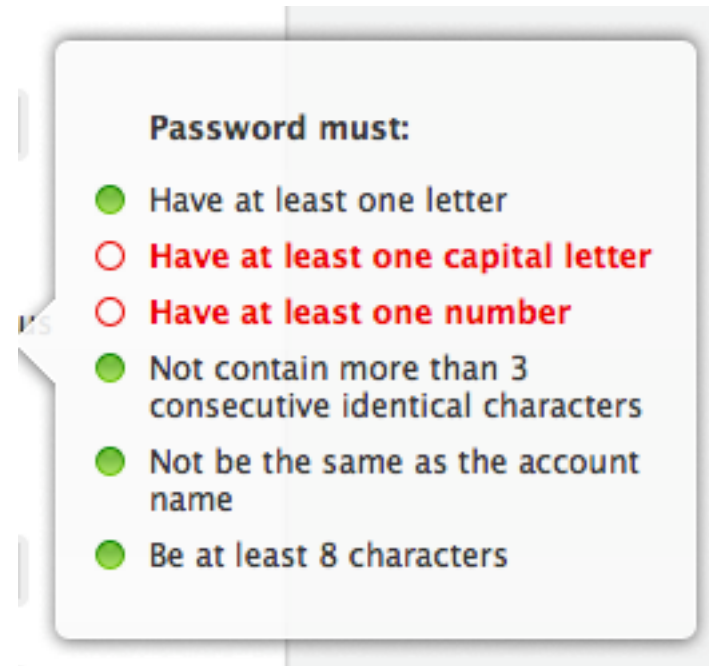 Password must:
Have at least one letter
Have at least one capital letter
Have at least one number
us
Not contain more than 3
consecutive identical characters
Not be the same as the account
name
Be at least 8 characters